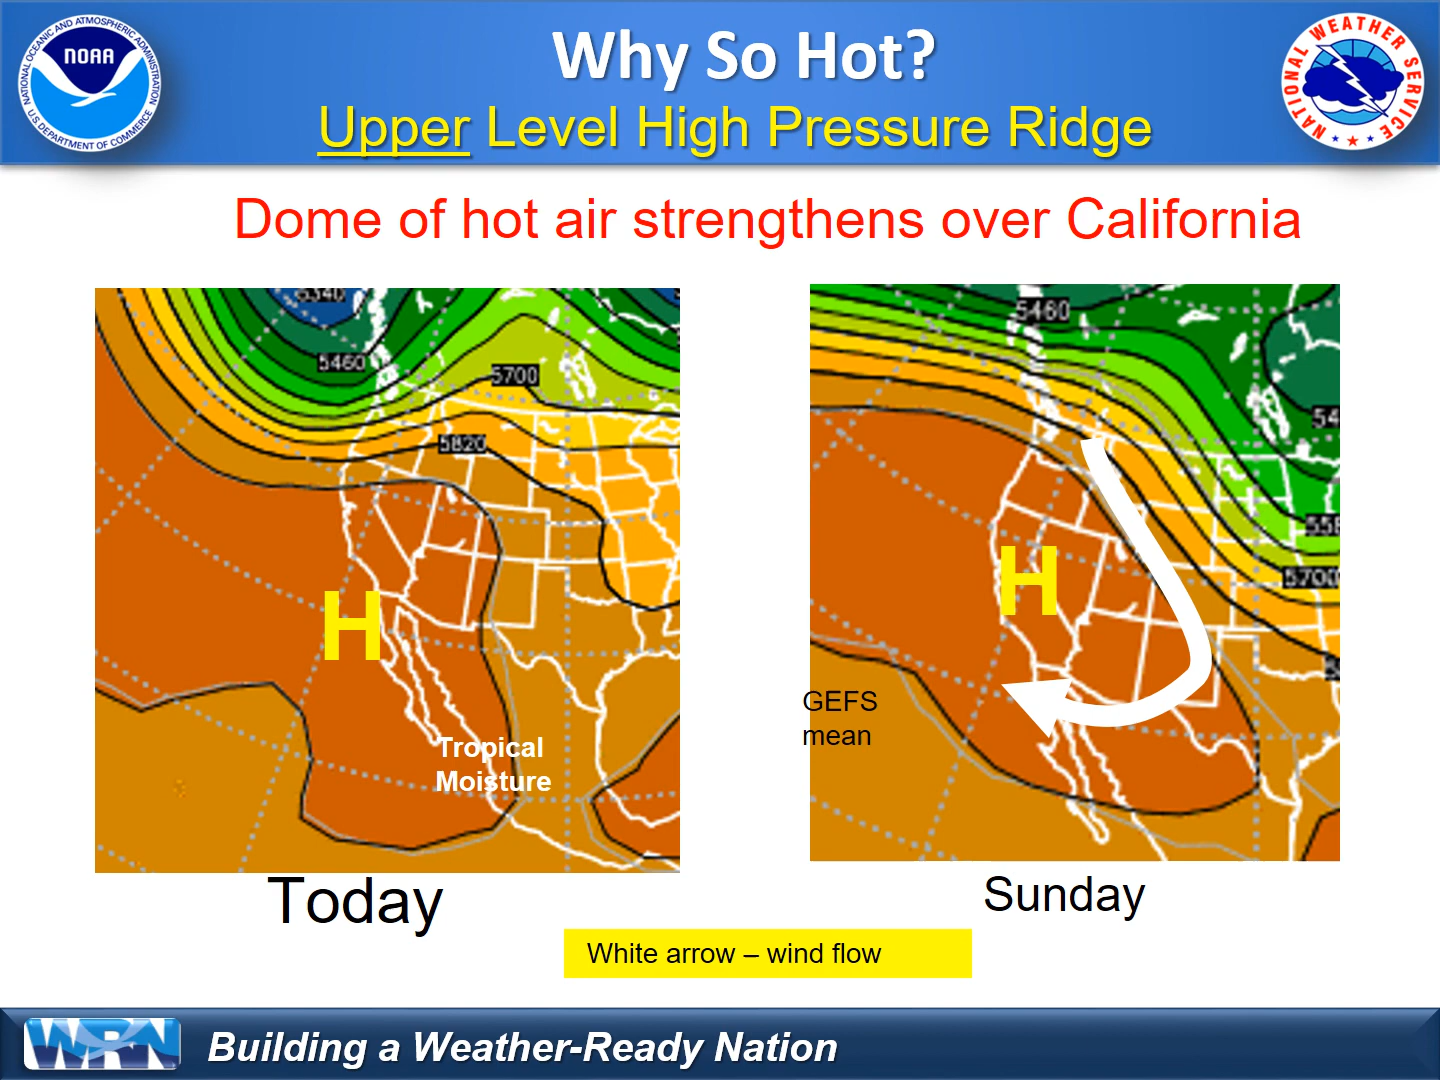 NATIONAL OCEANIC AND ATMOSPHERIC ADMINISTRATION
NOAA
U.S. DEPARTMENT OF COMMERCE
Why So Hot?
Upper Level High Pressure Ridge
NATIONAL WEATHER SERVICE
Dome of hot air strengthens over California
5460
5700
5820
H
Tropical
Moisture
5460
54
558
5700
H
GEFS
mean
Today
Sunday
White arrow – wind flow
WRN
Building a Weather-Ready Nation